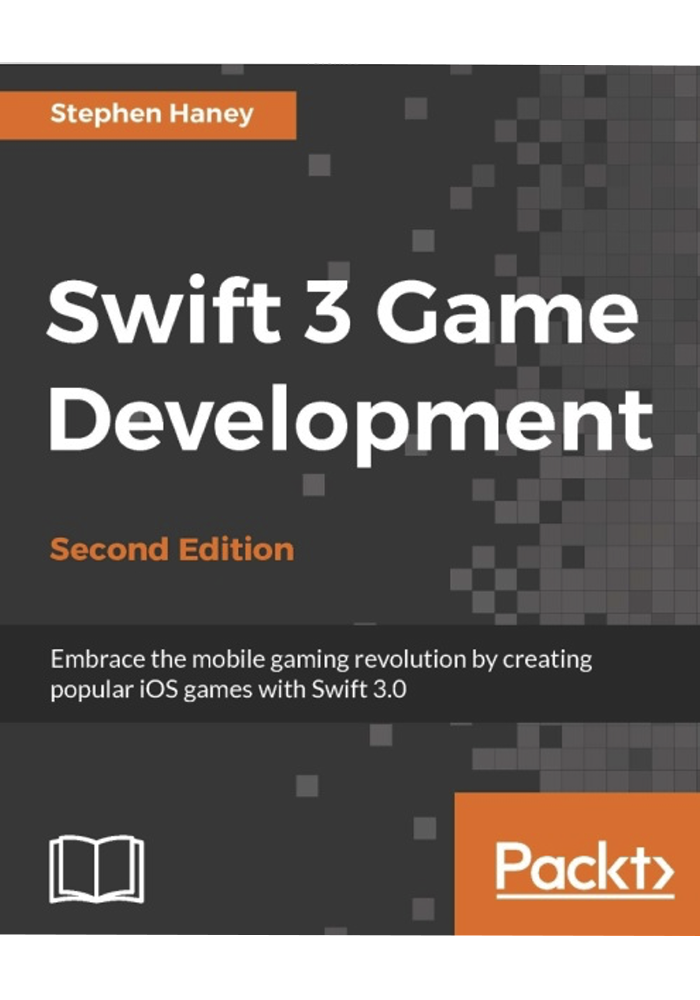 Stephen Haney
Swift 3 Game
Development
Second Edition
Embrace the mobile gaming revolution by creating
popular iOS games with Swift 3.0
Packt>